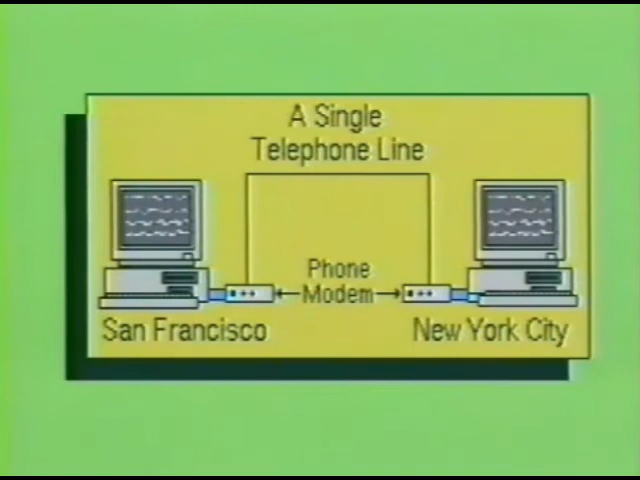 A Single
Telephone Line
Phone
Modem
San Francisco
New York City